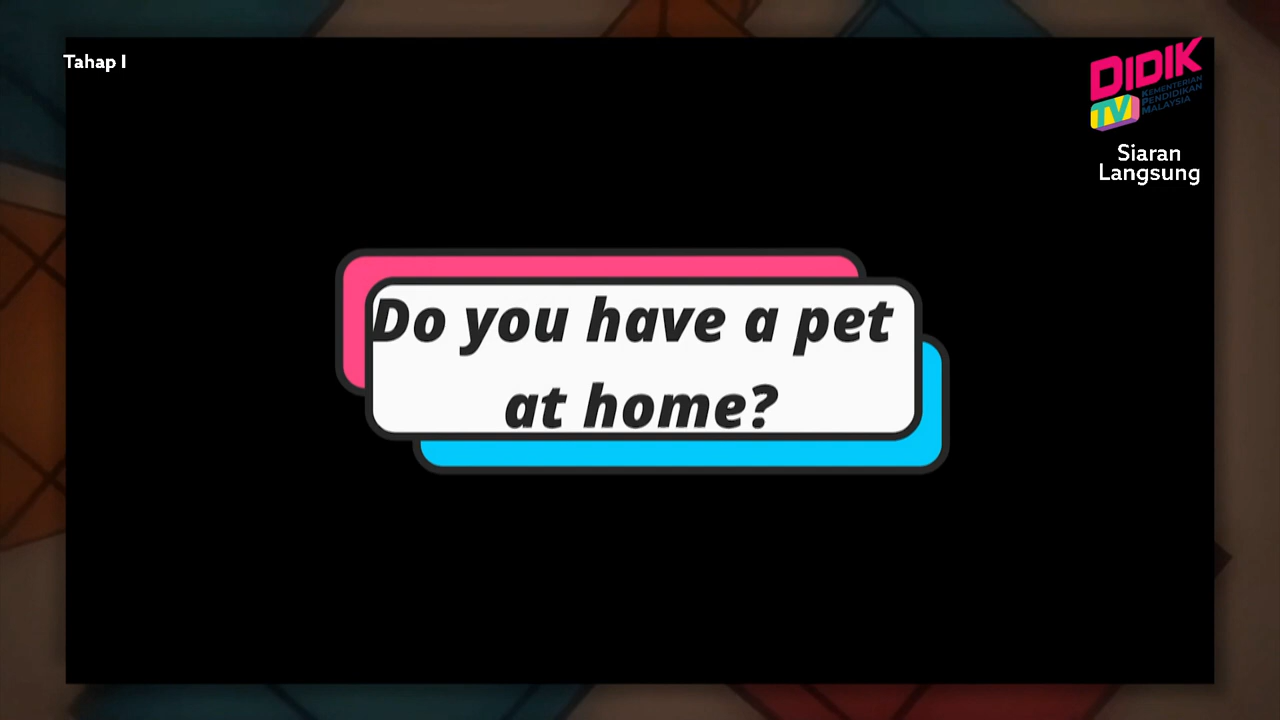 Tahap I
DIDIK
TV
KEMENTERIAN
PENDIDIKAN
MALAYSIA
Siaran
Langsung
Do you have a pet
at home?